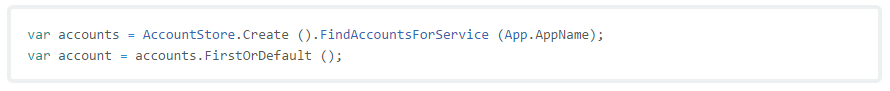 var accounts = AccountStore.Create ().FindAccountsForService (App.AppName);
var account = accounts.FirstOrDefault ();